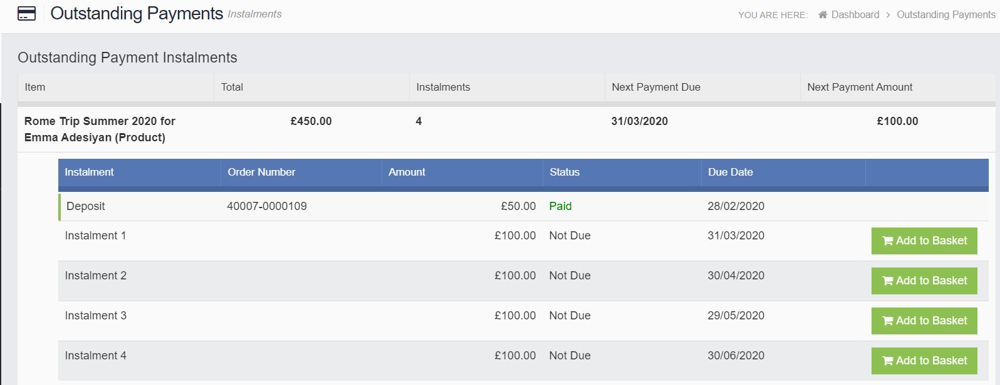 Outstanding Payments Instalments
YOU ARE HERE: Dashboard > Outstanding Payments
Outstanding Payment Instalments
Item Total Instalments Next Payment Due Next Payment Amount
Rome Trip Summer 2020 for £450.00 4 31/03/2020 £100.00
Emma Adesiyan (Product)
Instalment Order Number Amount Status Due Date
Deposit 40007-0000109 £50.00 Paid 28/02/2020
Instalment 1 £100.00 Not Due 31/03/2020 Add to Basket
Instalment 2 £100.00 Not Due 30/04/2020 Add to Basket
Instalment 3 £100.00 Not Due 29/05/2020 Add to Basket
Instalment 4 £100.00 Not Due 30/06/2020 Add to Basket